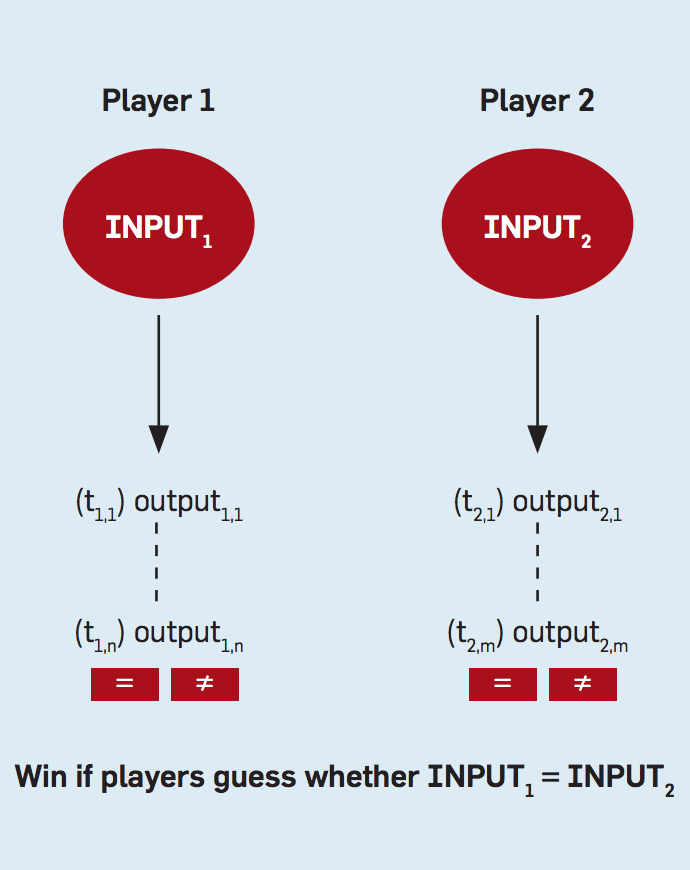 Player 1 Player 2
INPUT₁ INPUT₂
(t₁,₁) output₁,₁ (t₂,₁) output₂,₁
(t₁,ₙ) output₁,ₙ (t₂,ₘ) output₂,ₘ
= ≠ = ≠
Win if players guess whether INPUT₁ = INPUT₂